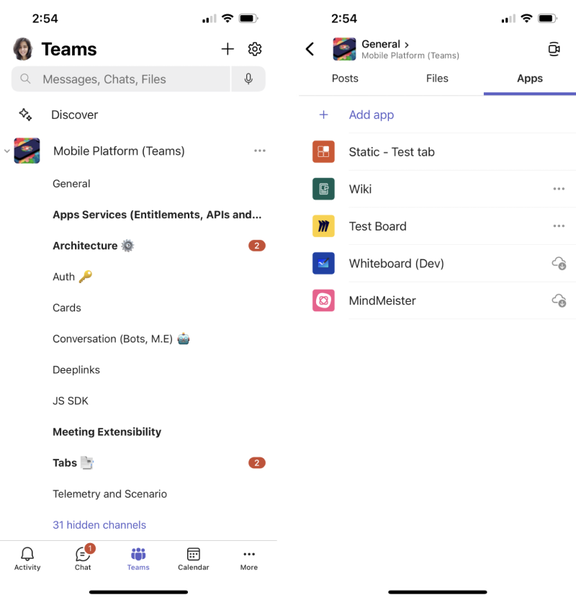 2:54
Teams
Messages, Chats, Files
Discover
Mobile Platform (Teams)
General
Apps Services (Entitlements, APIs and...
Architecture
2
Auth
Cards
Conversation (Bots, M.E)
Deeplinks
JS SDK
Meeting Extensibility
Tabs
2
Telemetry and Scenario
31 hidden channels
1
Activity
Chat
Teams
Calendar
More
2:54
General >
Mobile Platform (Teams)
Posts
Files
Apps
+ Add app
Static - Test tab
Wiki
Test Board
Whiteboard (Dev)
MindMeister